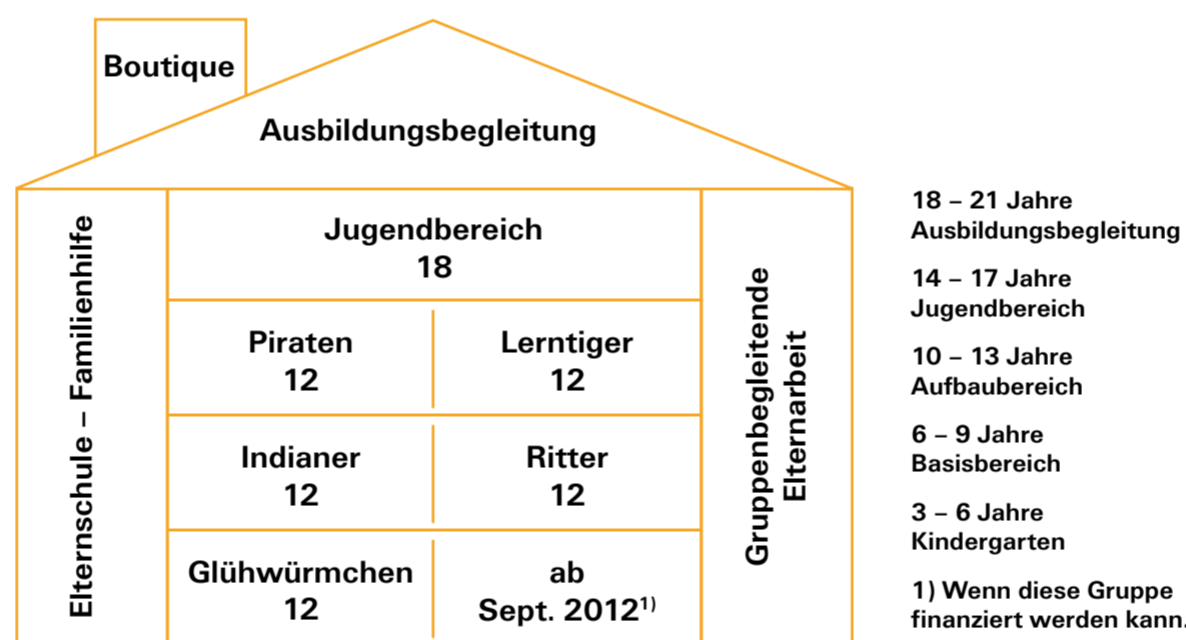 Boutique
Ausbildungsbegleitung
Elternschule – Familienhilfe
Jugendbereich
18
Piraten
12
Lerntiger
12
Indianer
12
Ritter
12
Glühwürmchen
12
ab
Sept. 2012¹⁾
Gruppenbegleitende
Elternarbeit
18 – 21 Jahre
Ausbildungsbegleitung
14 – 17 Jahre
Jugendbereich
10 – 13 Jahre
Aufbaubereich
6 – 9 Jahre
Basisbereich
3 – 6 Jahre
Kindergarten
1) Wenn diese Gruppe
finanziert werden kann.